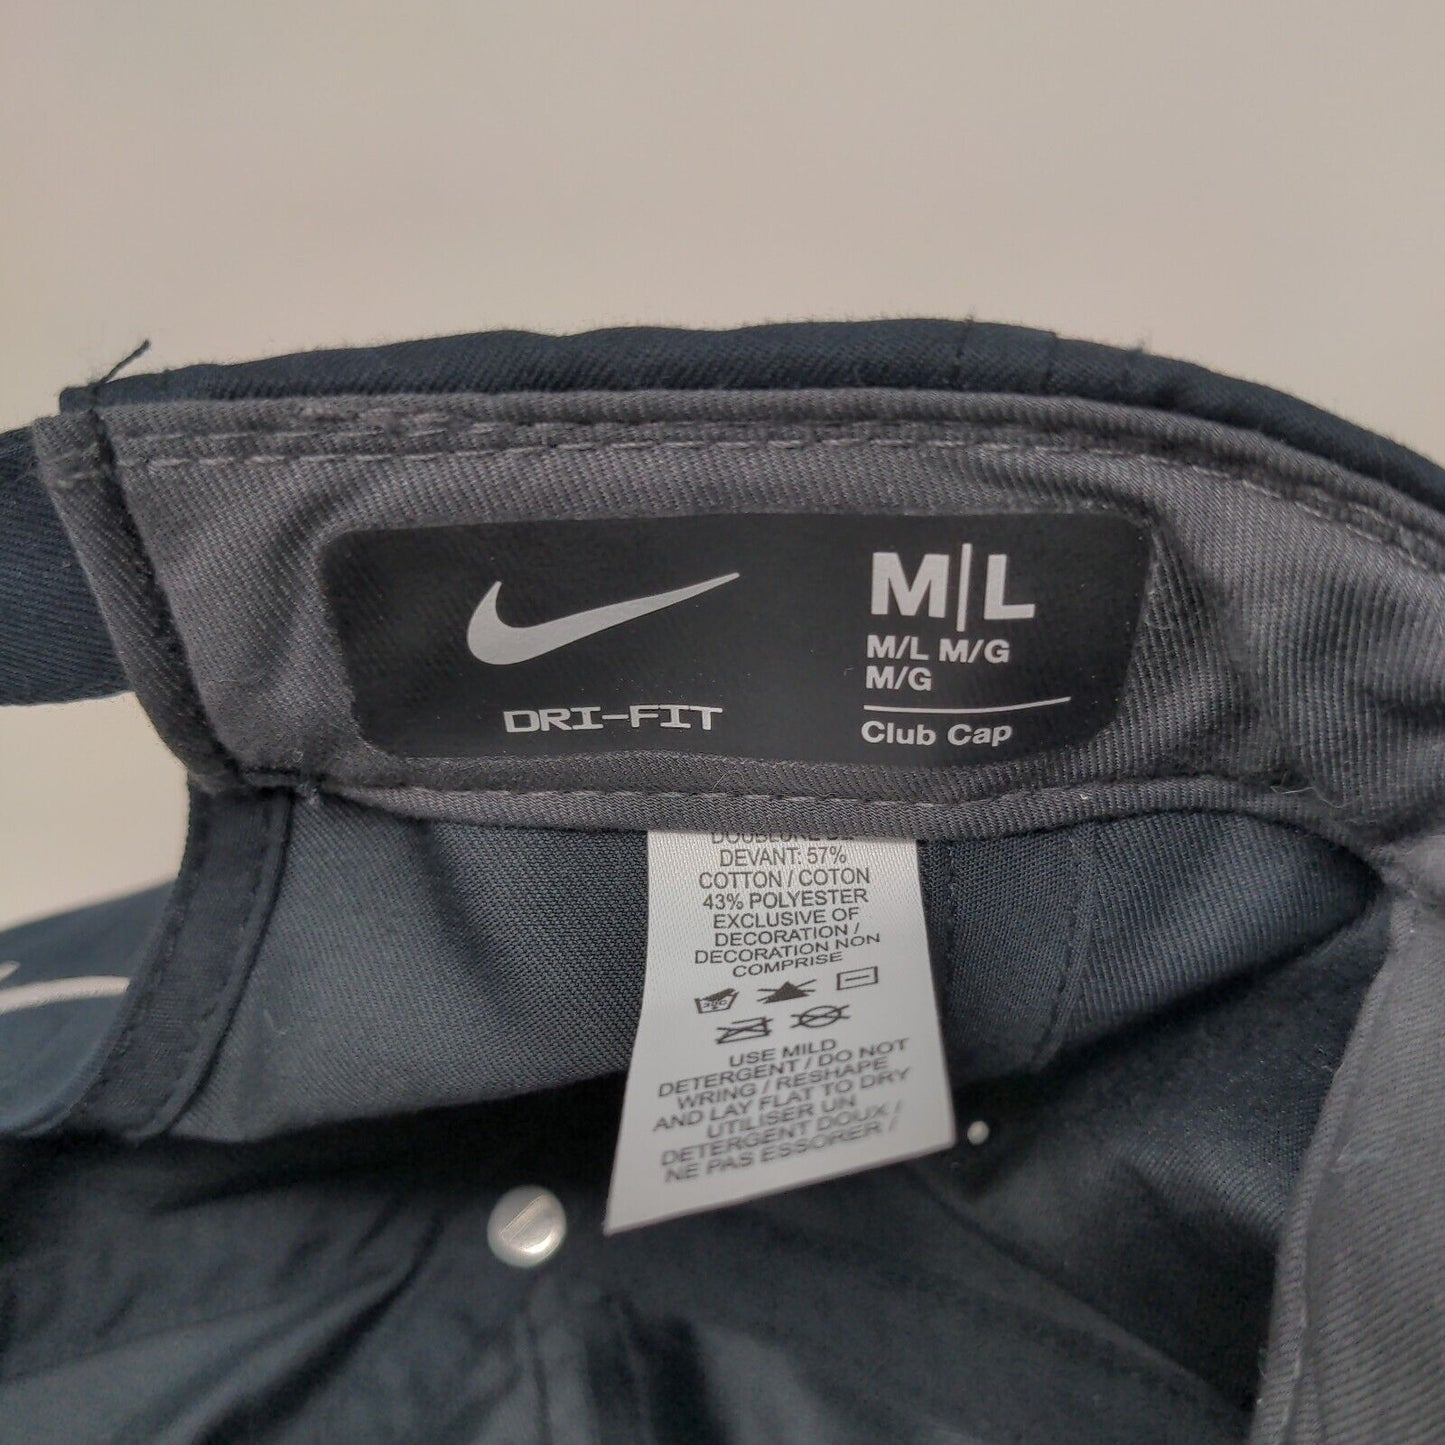 M|L
M/L M/G
M/G
Club Cap
DRI-FIT
DEVANT: 57%
COTTON / COTON
43% POLYESTER
EXCLUSIVE OF
DECORATION /
DECORATION NON
COMPRISE
USE MILD
DETERGENT / DO NOT
WRING / RESHAPE
AND LAY FLAT TO DRY
UTILISER UN
DETERGENT DOUX /
NE PAS ESSORER /